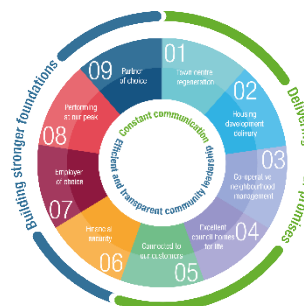 Building stronger foundations
Constant communication
Efficient and transparent community leadership
01
Town centre
regeneration
02
Housing
development
delivery
03
Co-operative
neighbourhood
management
04
Excellent
council homes
for life
05
Connected to
our customers
06
Financial
security
07
Employer
of choice
08
Performing
at our peak
09
Partner
of choice
promises